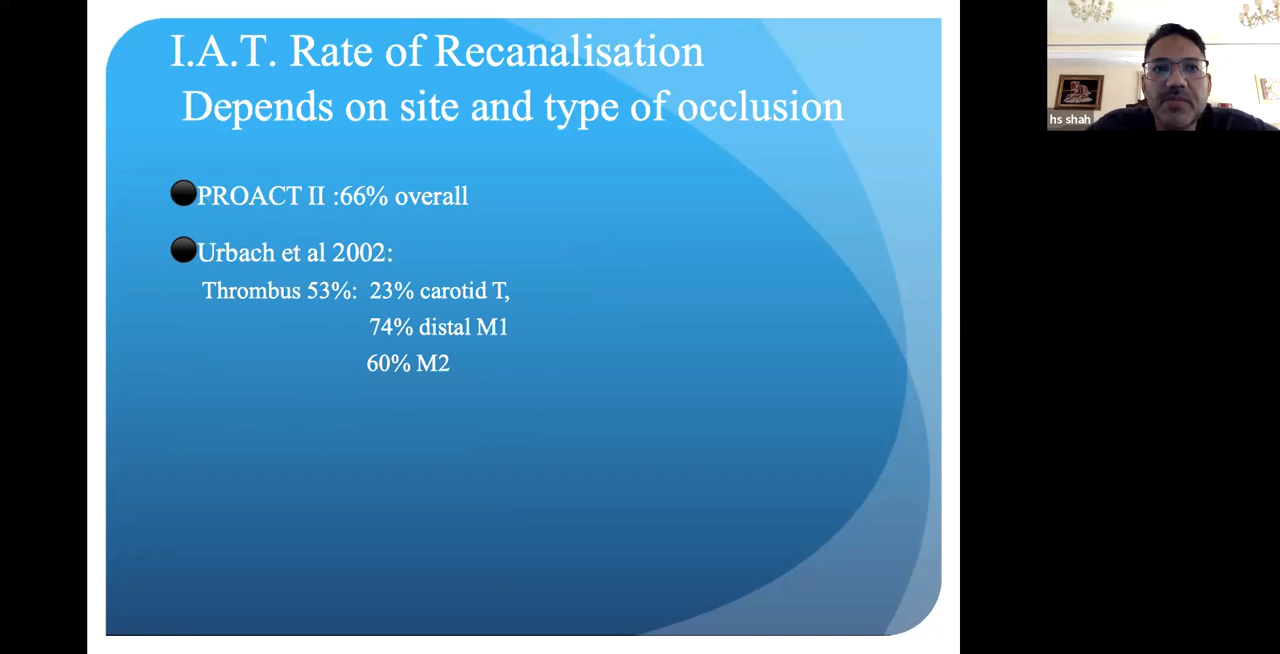 I.A.T. Rate of Recanalisation
Depends on site and type of occlusion
PROACT II :66% overall
Urbach et al 2002:
Thrombus 53%: 23% carotid T,
74% distal M1
60% M2
hs shah